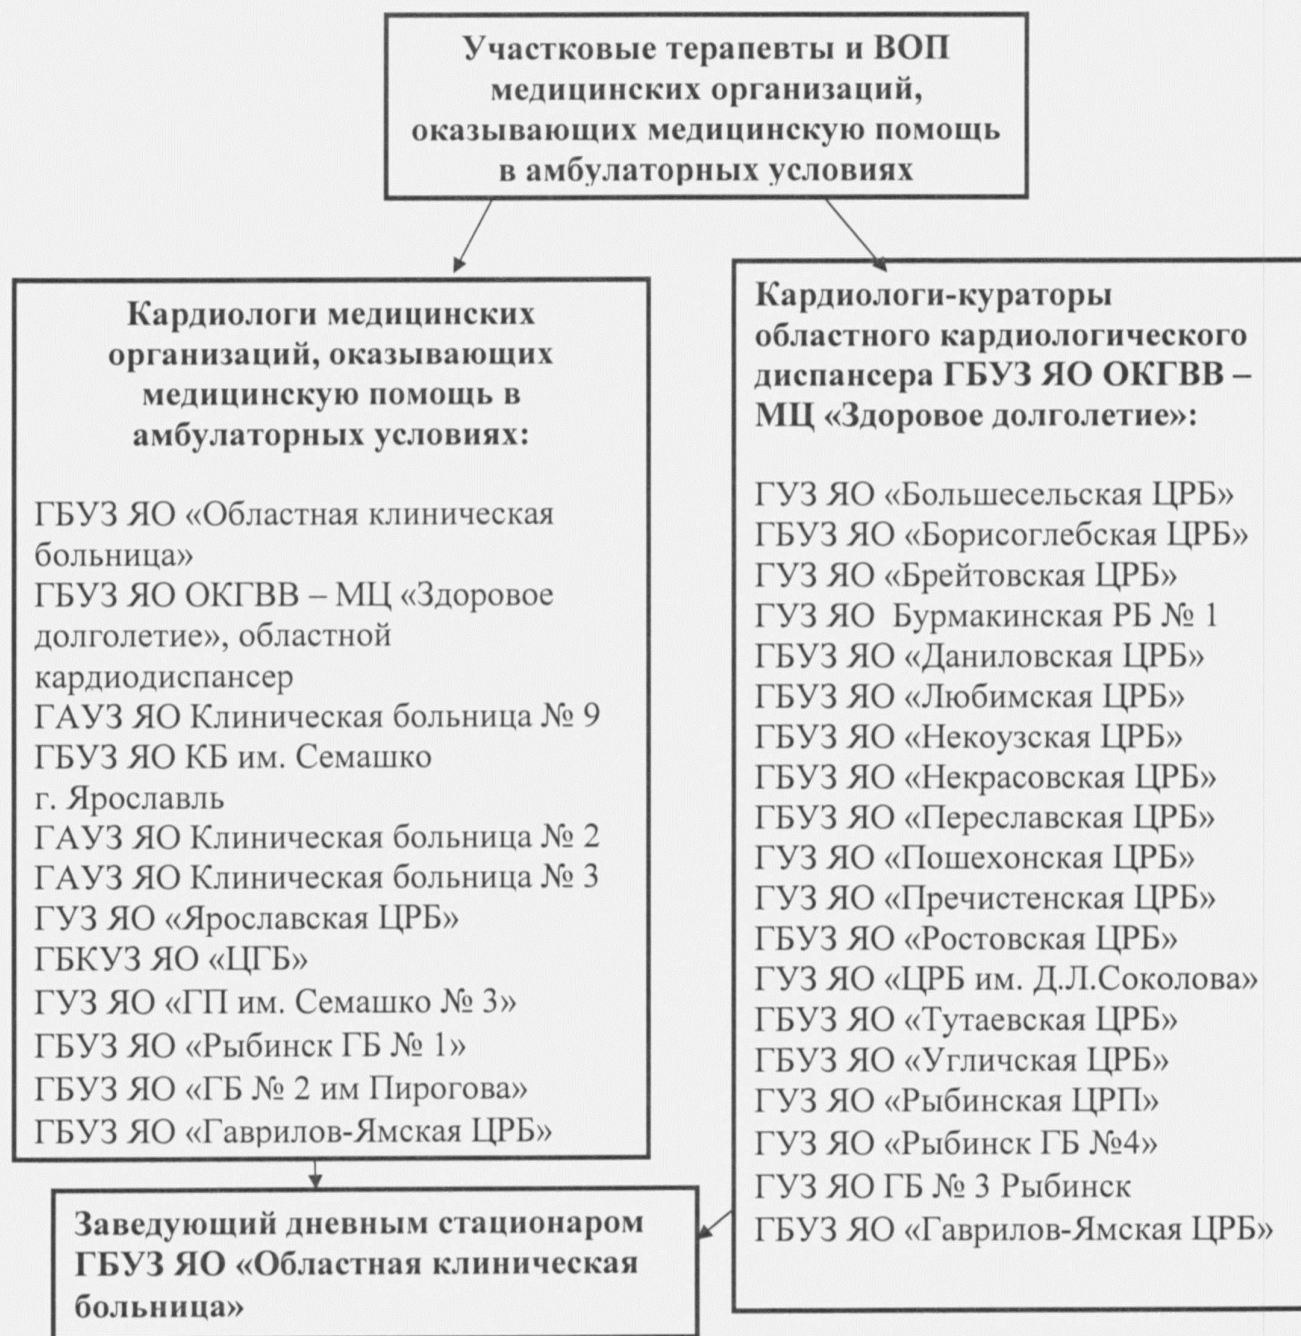 Участковые терапевты и ВОП
медицинских организаций,
оказывающих медицинскую помощь
в амбулаторных условиях
Кардиологи медицинских
организаций, оказывающих
медицинскую помощь в
амбулаторных условиях:
ГБУЗ ЯО «Областная клиническая
больница»
ГБУЗ ЯО ОКГВВ – МЦ «Здоровое
долголетие», областной
кардиодиспансер
ГАУЗ ЯО Клиническая больница № 9
ГБУЗ ЯО КБ им. Семашко
г. Ярославль
ГАУЗ ЯО Клиническая больница № 2
ГАУЗ ЯО Клиническая больница № 3
ГУЗ ЯО «Ярославская ЦРБ»
ГБКУЗ ЯО «ЦГБ»
ГУЗ ЯО «ГП им. Семашко № 3»
ГБУЗ ЯО «Рыбинск ГБ № 1»
ГБУЗ ЯО «ГБ № 2 им Пирогова»
ГБУЗ ЯО «Гаврилов-Ямская ЦРБ»
Кардиологи-кураторы
областного кардиологического
диспансера ГБУЗ ЯО ОКГВВ –
МЦ «Здоровое долголетие»:
ГУЗ ЯО «Большесельская ЦРБ»
ГБУЗ ЯО «Борисоглебская ЦРБ»
ГУЗ ЯО «Брейтовская ЦРБ»
ГУЗ ЯО Бурмакинская РБ № 1
ГБУЗ ЯО «Даниловская ЦРБ»
ГБУЗ ЯО «Любимская ЦРБ»
ГБУЗ ЯО «Некоузская ЦРБ»
ГБУЗ ЯО «Некрасовская ЦРБ»
ГБУЗ ЯО «Переславская ЦРБ»
ГУЗ ЯО «Пошехонская ЦРБ»
ГУЗ ЯО «Пречистенская ЦРБ»
ГБУЗ ЯО «Ростовская ЦРБ»
ГУЗ ЯО «ЦРБ им. Д.Л.Соколова»
ГБУЗ ЯО «Тутаевская ЦРБ»
ГБУЗ ЯО «Угличская ЦРБ»
ГУЗ ЯО «Рыбинская ЦРП»
ГУЗ ЯО «Рыбинск ГБ №4»
ГУЗ ЯО ГБ № 3 Рыбинск
ГБУЗ ЯО «Гаврилов-Ямская ЦРБ»
Заведующий дневным стационаром
ГБУЗ ЯО «Областная клиническая
больница»